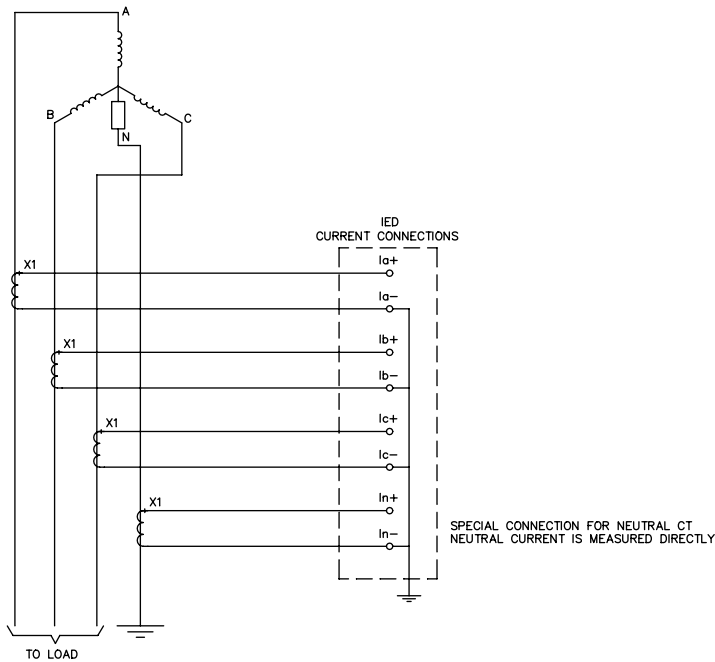 A
B
C
N
IED
CURRENT CONNECTIONS
X1
Ia+
Ia−
X1
Ib+
Ib−
X1
Ic+
Ic−
X1
In+
In−
SPECIAL CONNECTION FOR NEUTRAL CT
NEUTRAL CURRENT IS MEASURED DIRECTLY
TO LOAD